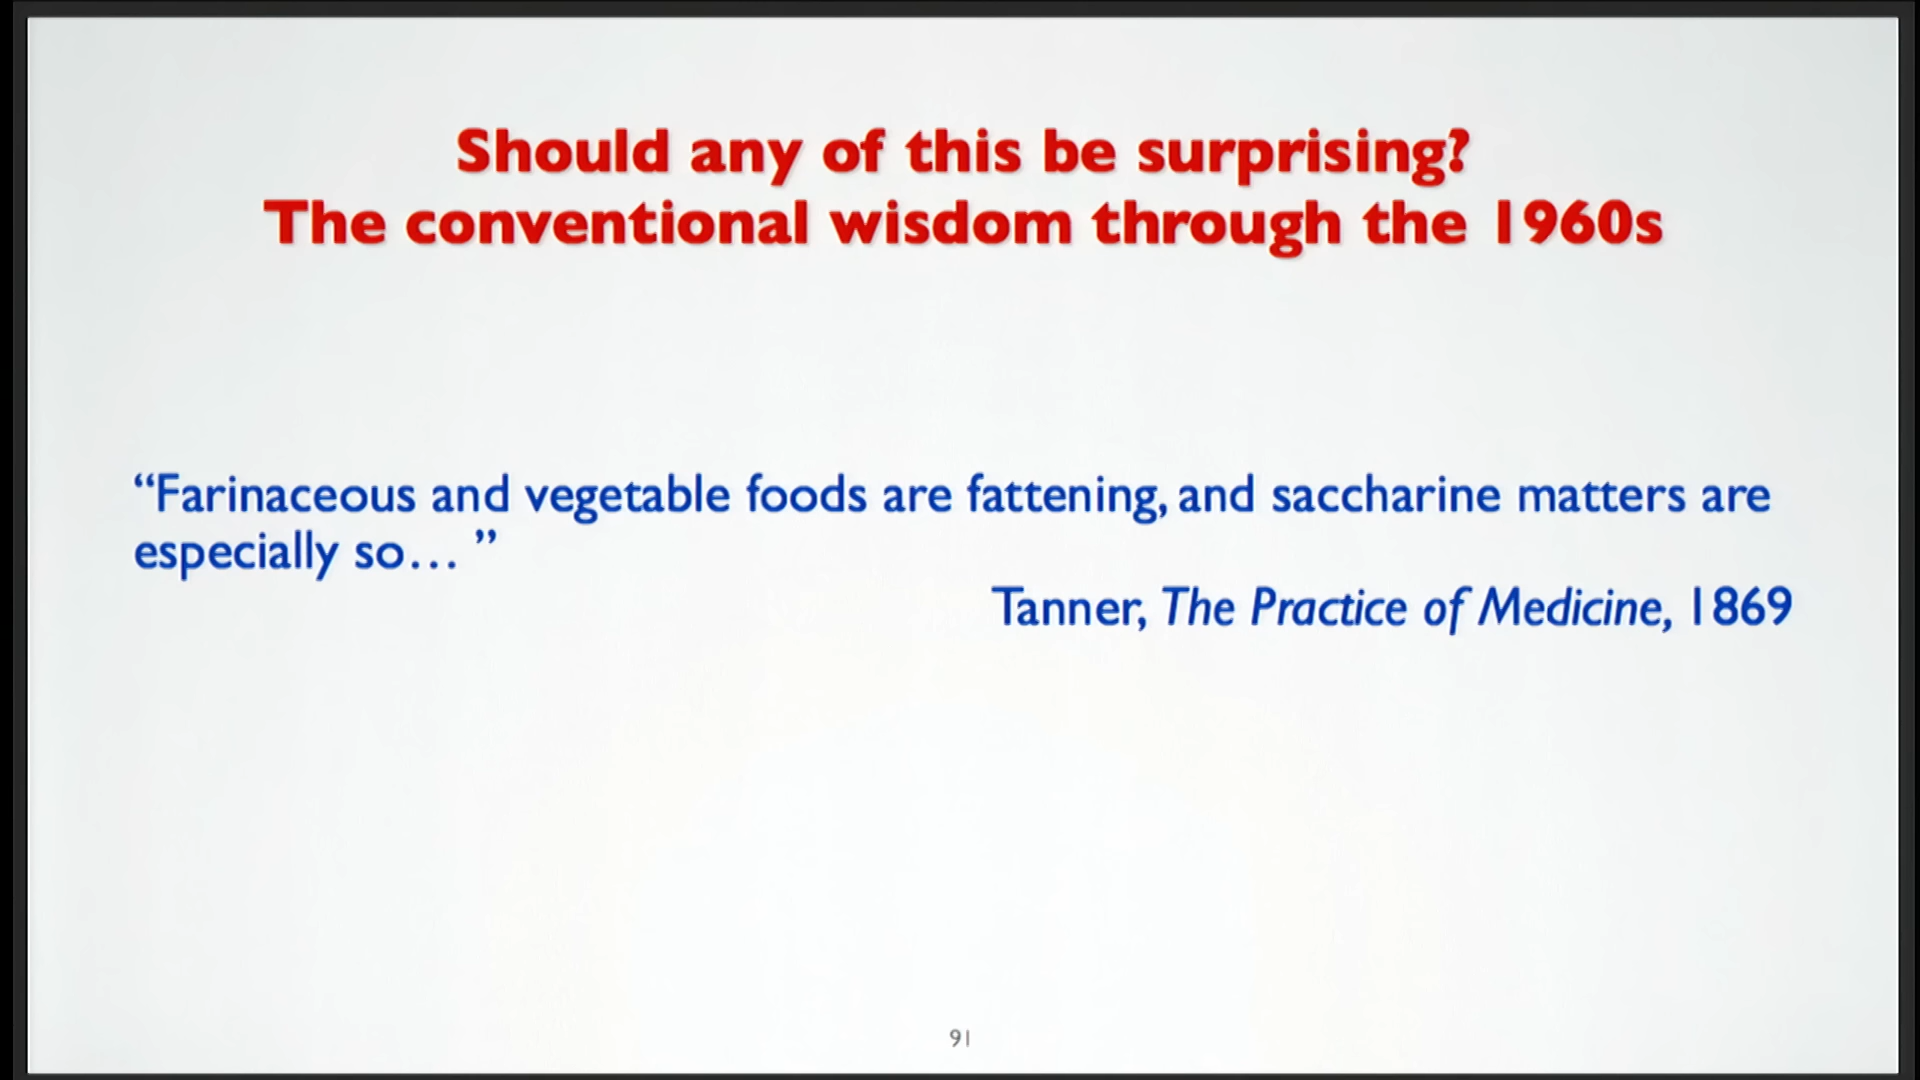 Should any of this be surprising?
The conventional wisdom through the 1960s
“Farinaceous and vegetable foods are fattening, and saccharine matters are
especially so… ”
Tanner, The Practice of Medicine, 1869
91